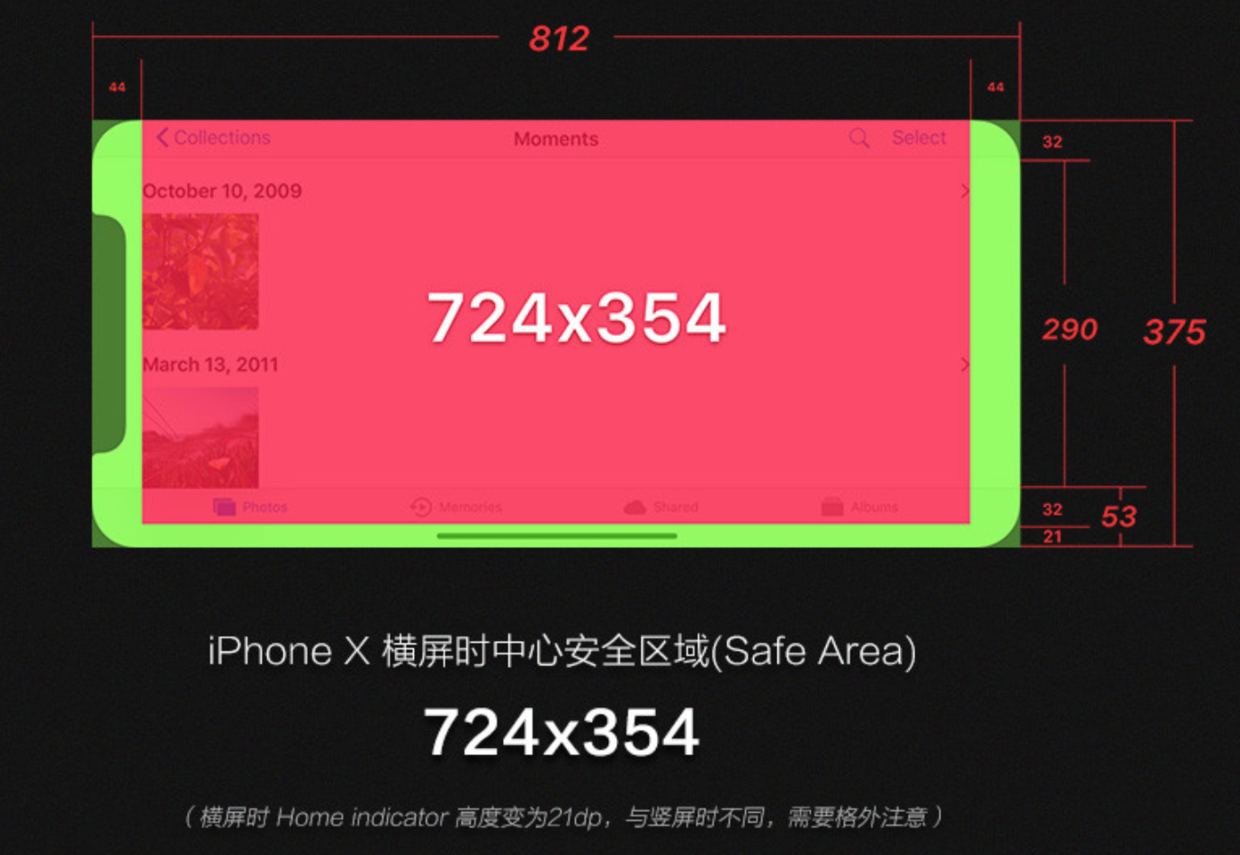 812
44
44
Collections
Moments
Select
32
October 10, 2009
724x354
290
375
March 13, 2011
Photos
Memories
Shared
Albums
32
53
21
iPhone X 横屏时中心安全区域(Safe Area)
724x354
(横屏时 Home indicator 高度变为21dp，与竖屏时不同，需要格外注意)